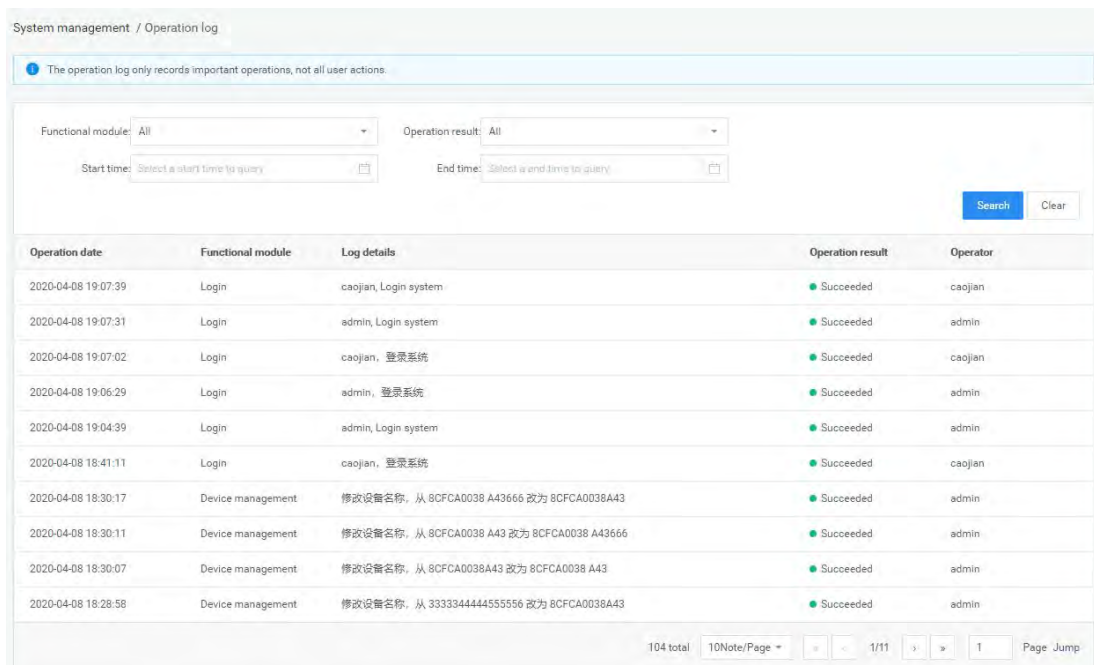 System management / Operation log
The operation log only records important operations, not all user actions.
Functional module: All Operation result: All
Start time: Select a start time to query End time: Select a end time to query
Search Clear
Operation date Functional module Log details Operation result Operator
2020-04-08 19:07:39 Login caojian, Login system Succeeded caojian
2020-04-08 19:07:31 Login admin, Login system Succeeded admin
2020-04-08 19:07:02 Login caojian，登录系统 Succeeded caojian
2020-04-08 19:06:29 Login admin，登录系统 Succeeded admin
2020-04-08 19:04:39 Login admin, Login system Succeeded admin
2020-04-08 18:41:11 Login caojian，登录系统 Succeeded caojian
2020-04-08 18:30:17 Device management 修改设备名称，从 8CFCA0038 A43666 改为 8CFCA0038A43 Succeeded admin
2020-04-08 18:30:11 Device management 修改设备名称，从 8CFCA0038 A43 改为 8CFCA0038 A43666 Succeeded admin
2020-04-08 18:30:07 Device management 修改设备名称，从 8CFCA0038A43 改为 8CFCA0038 A43 Succeeded admin
2020-04-08 18:28:58 Device management 修改设备名称，从 3333344444555556 改为 8CFCA0038A43 Succeeded admin
104 total 10Note/Page « < 1/11 > » 1 Page Jump